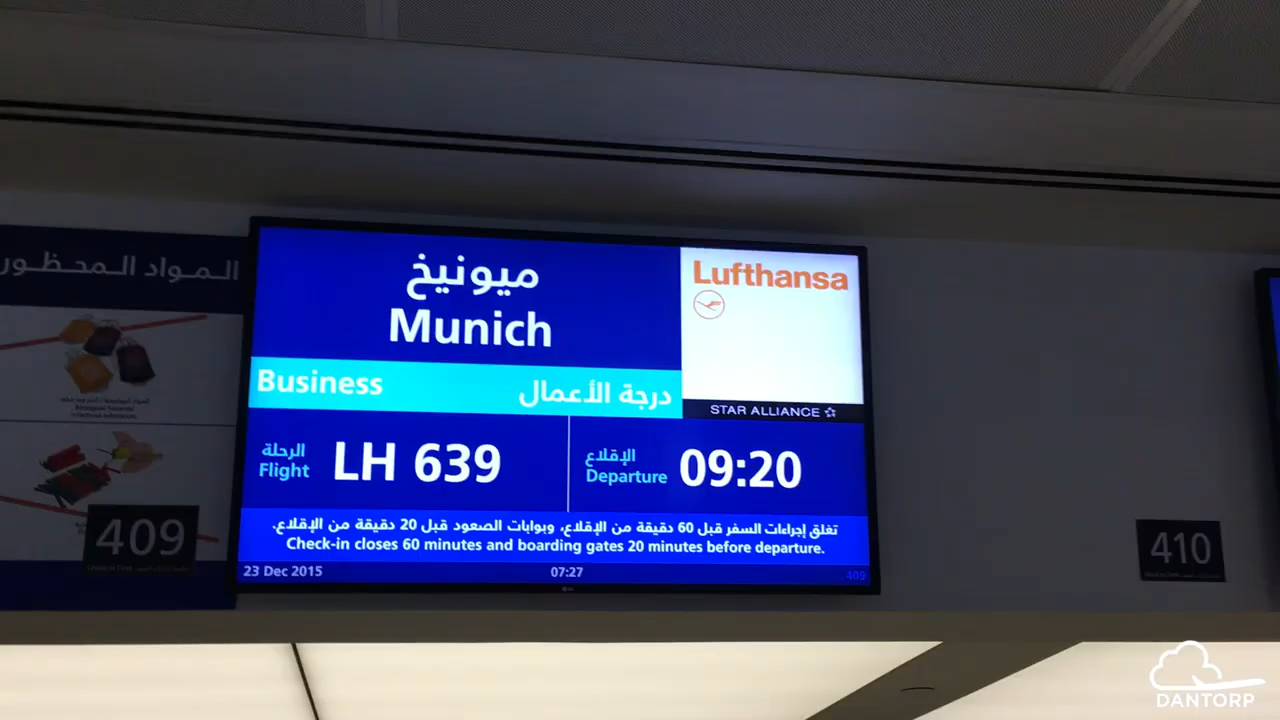 المواد المحظور
ميونيخ
Munich
Lufthansa
Business درجة الأعمال
STAR ALLIANCE
الرحلة
Flight
LH 639
الإقلاع
Departure
09:20
تغلق إجراءات السفر قبل 60 دقيقة من الإقلاع، وبوابات الصعود قبل 20 دقيقة من الإقلاع.
Check-in closes 60 minutes and boarding gates 20 minutes before departure.
23 Dec 2015 07:27 409
409
410
DANTORP